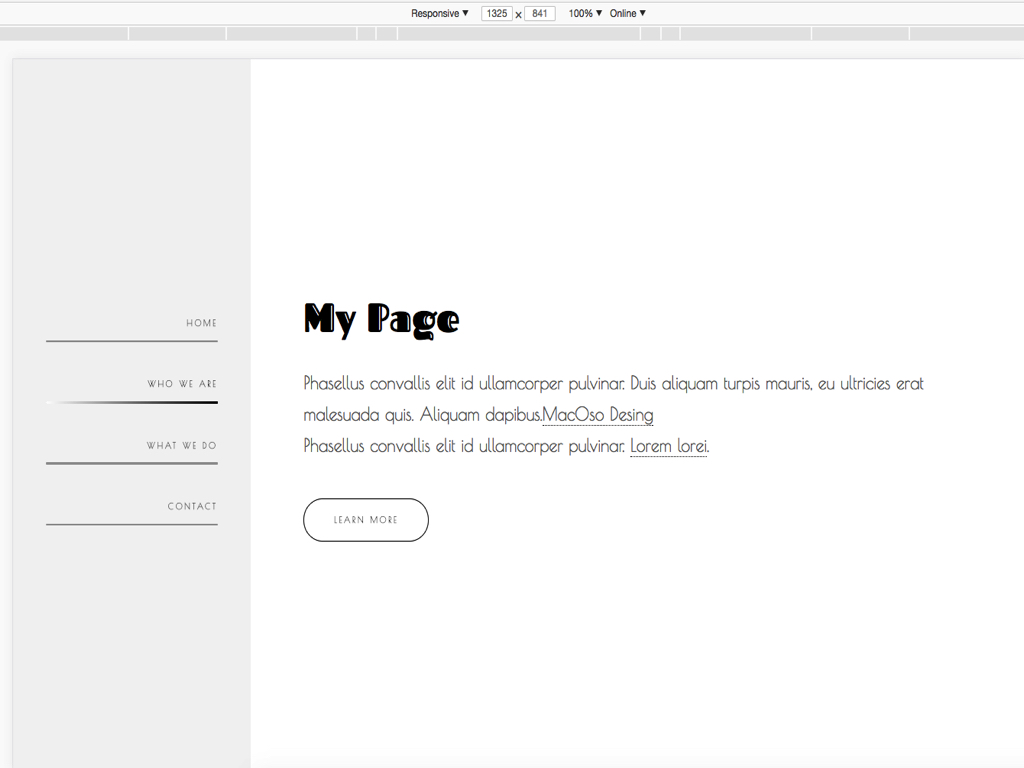 Responsive ▼ 1325 x 841 100% ▼ Online ▼
HOME
WHO WE ARE
WHAT WE DO
CONTACT
My Page
Phasellus convallis elit id ullamcorper pulvinar. Duis aliquam turpis mauris, eu ultricies erat
malesuada quis. Aliquam dapibus.MacOso Desing
Phasellus convallis elit id ullamcorper pulvinar. Lorem lorei.
LEARN MORE